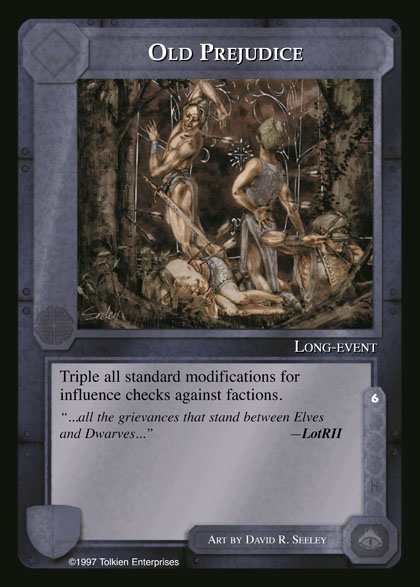 OLD PREJUDICE
Seeley
LONG-EVENT
Triple all standard modifications for
influence checks against factions.
“...all the grievances that stand between Elves
and Dwarves...” –LotRII
6
H
ART BY DAVID R. SEELEY
©1997 Tolkien Enterprises